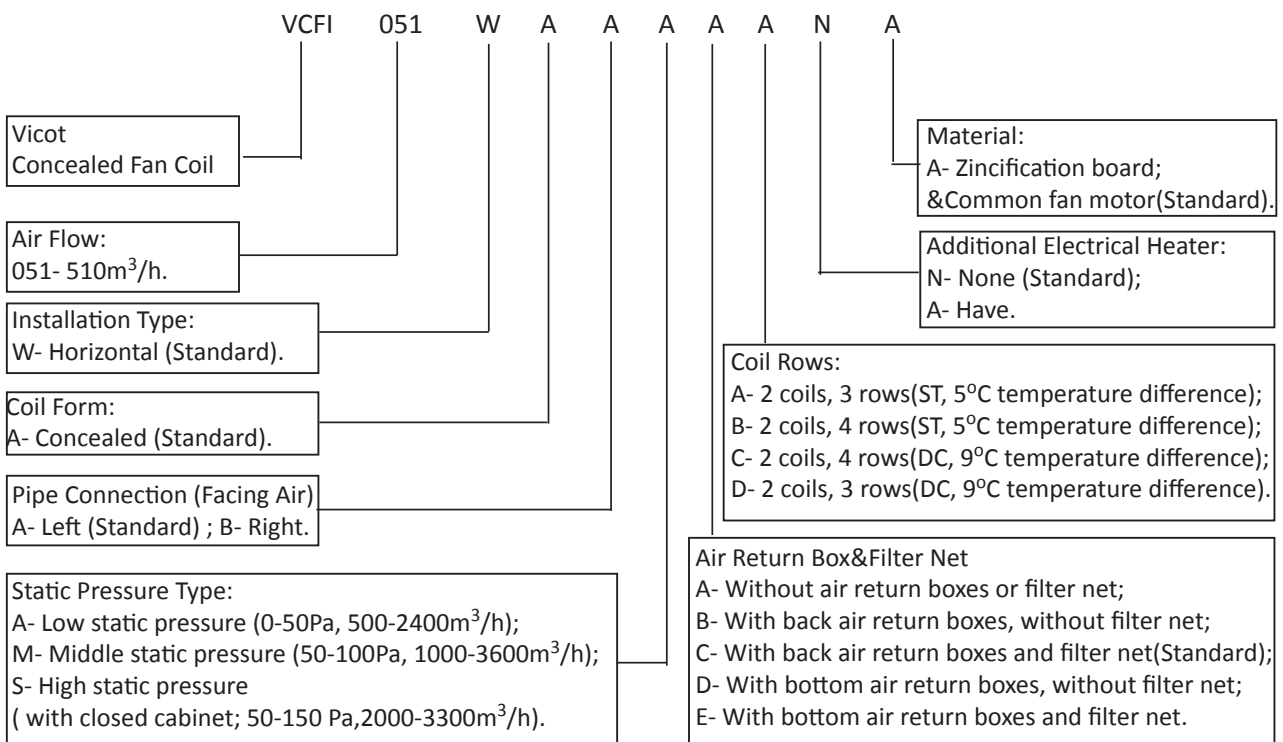 VCFI 051 W A A A A A N A
Vicot
Concealed Fan Coil
Air Flow:
051- 510m³/h.
Installation Type:
W- Horizontal (Standard).
Coil Form:
A- Concealed (Standard).
Pipe Connection (Facing Air)
A- Left (Standard) ; B- Right.
Static Pressure Type:
A- Low static pressure (0-50Pa, 500-2400m³/h);
M- Middle static pressure (50-100Pa, 1000-3600m³/h);
S- High static pressure
( with closed cabinet; 50-150 Pa,2000-3300m³/h).
Material:
A- Zincification board;
&Common fan motor(Standard).
Additional Electrical Heater:
N- None (Standard);
A- Have.
Coil Rows:
A- 2 coils, 3 rows(ST, 5°C temperature difference);
B- 2 coils, 4 rows(ST, 5°C temperature difference);
C- 2 coils, 4 rows(DC, 9°C temperature difference);
D- 2 coils, 3 rows(DC, 9°C temperature difference).
Air Return Box&Filter Net
A- Without air return boxes or filter net;
B- With back air return boxes, without filter net;
C- With back air return boxes and filter net(Standard);
D- With bottom air return boxes, without filter net;
E- With bottom air return boxes and filter net.